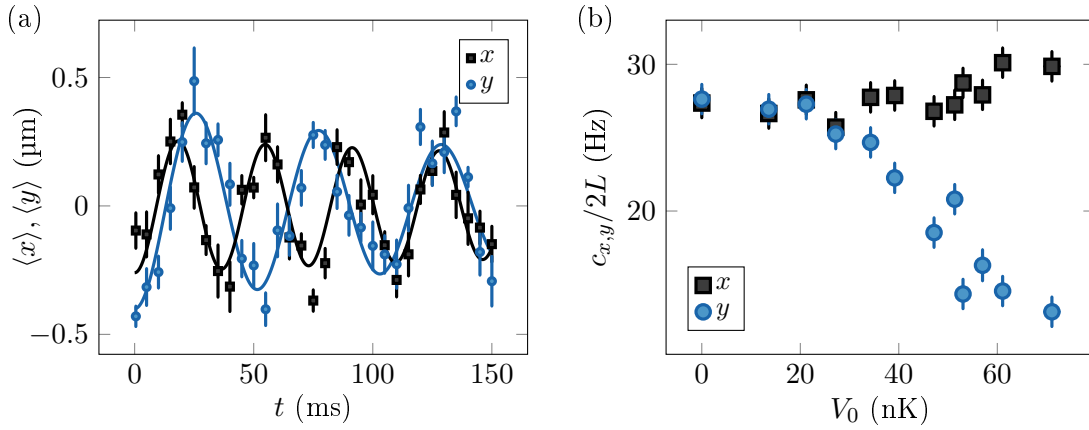 (a)
0.5
0
−0.5
⟨x⟩, ⟨y⟩ (µm)
x
y
0
50
100
150
t (ms)
(b)
30
20
c_{x,y}/2L (Hz)
x
y
0
20
40
60
V_0 (nK)